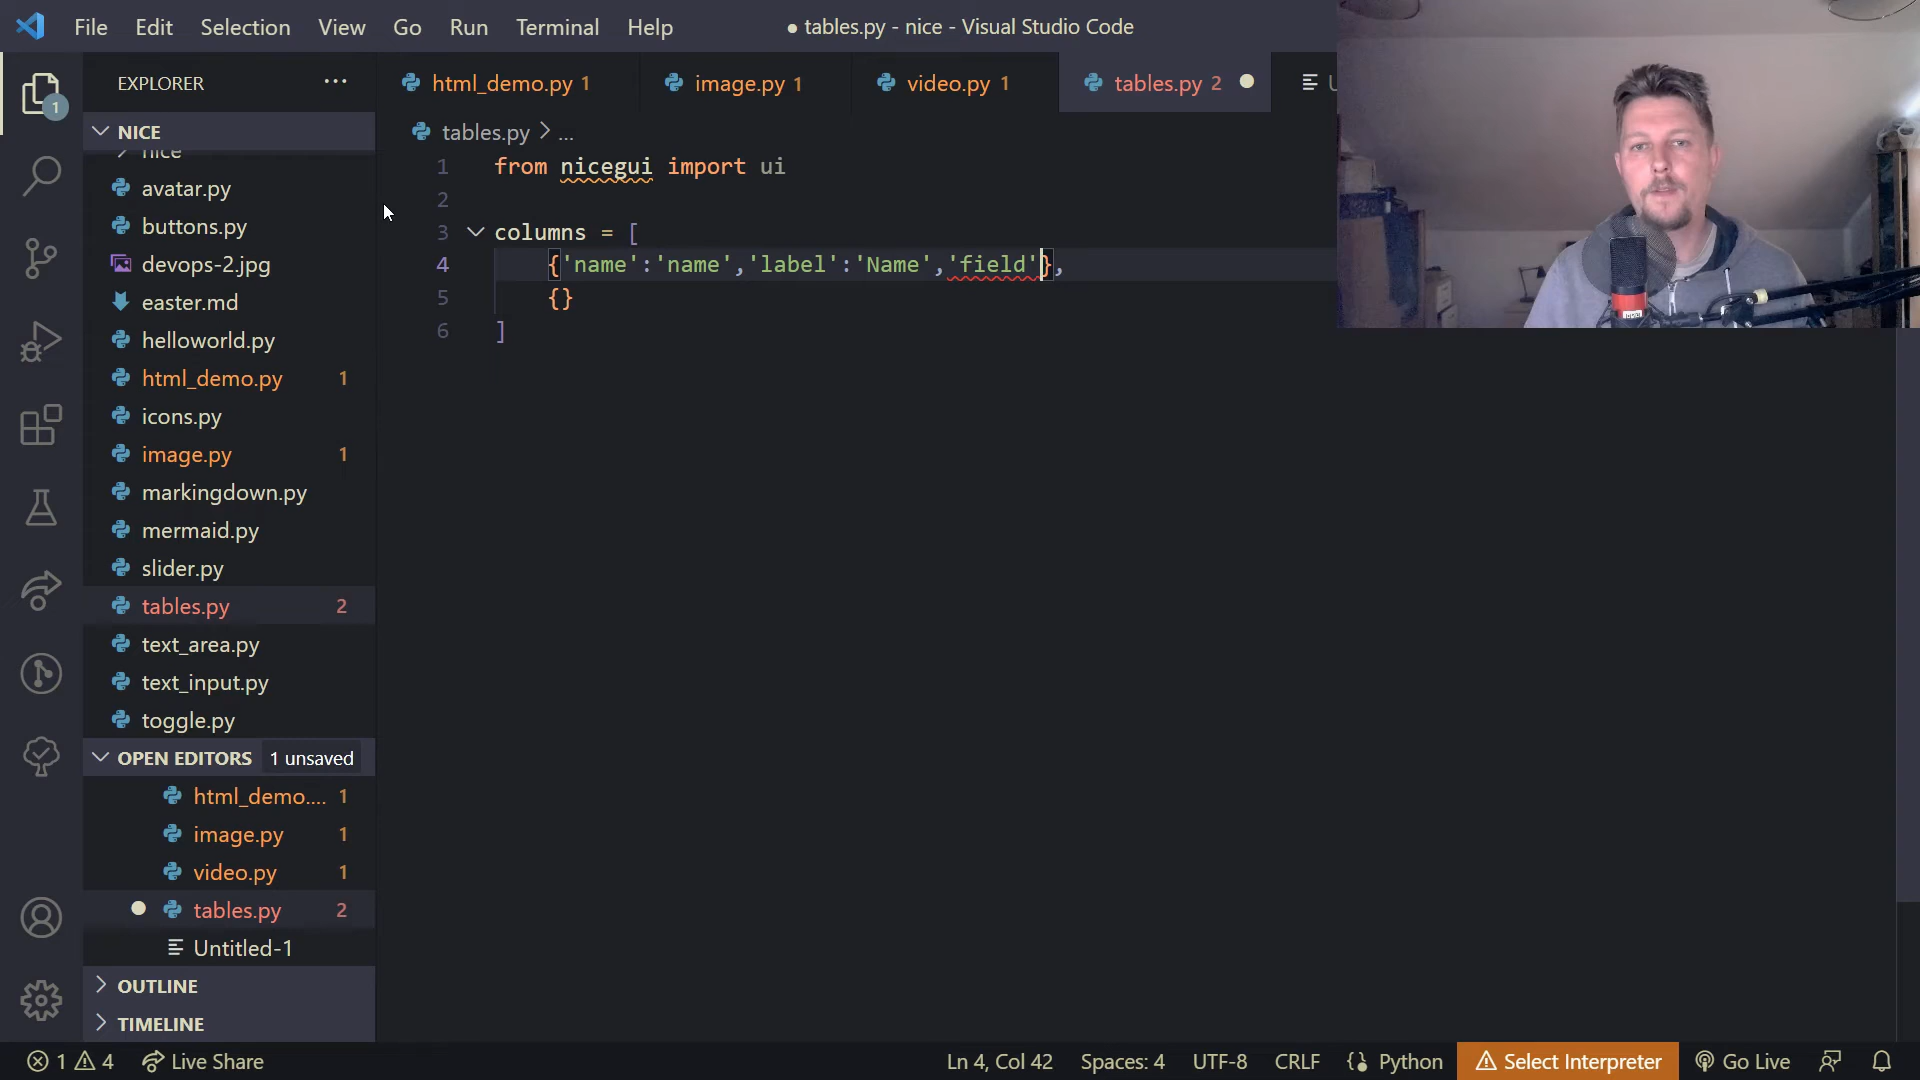 File Edit Selection View Go Run Terminal Help
● tables.py - nice - Visual Studio Code
EXPLORER
html_demo.py 1
image.py 1
video.py 1
tables.py 2
NICE
tables.py > ...
nice
avatar.py
buttons.py
devops-2.jpg
easter.md
helloworld.py
html_demo.py 1
icons.py
image.py 1
markingdown.py
mermaid.py
slider.py
tables.py 2
text_area.py
text_input.py
toggle.py
OPEN EDITORS 1 unsaved
html_demo.... 1
image.py 1
video.py 1
tables.py 2
Untitled-1
OUTLINE
TIMELINE
1
1 from nicegui import ui
2
3 columns = [
4 {'name':'name','label':'Name','field'},
5 {}
6 ]
1 4 Live Share
Ln 4, Col 42 Spaces: 4 UTF-8 CRLF Python Select Interpreter Go Live